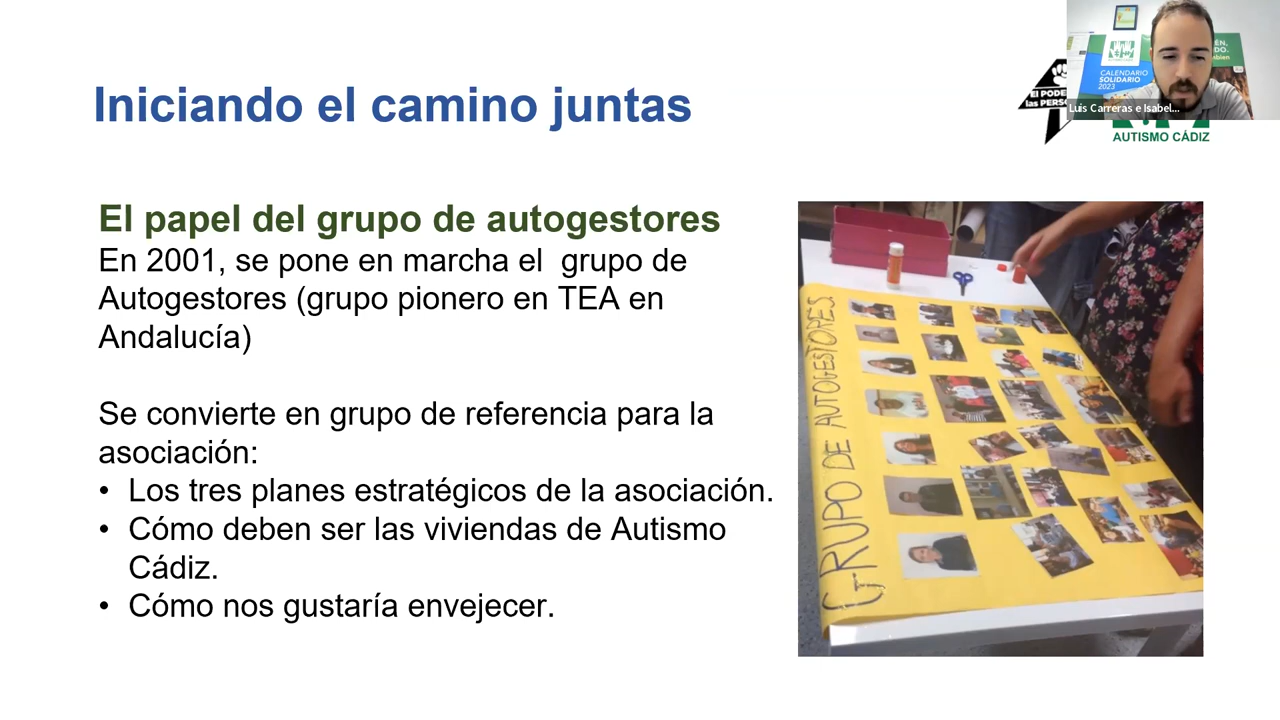 Iniciando el camino juntas
CALENDARIO
SOLIDARIO
2023
Luis Carreras e Isabel...
AUTISMO CÁDIZ
El papel del grupo de autogestores
En 2001, se pone en marcha el  grupo de
Autogestores (grupo pionero en TEA en
Andalucía)
Se convierte en grupo de referencia para la
asociación:
• Los tres planes estratégicos de la asociación.
• Cómo deben ser las viviendas de Autismo
Cádiz.
• Cómo nos gustaría envejecer.
GRUPO DE AUTOGESTORES